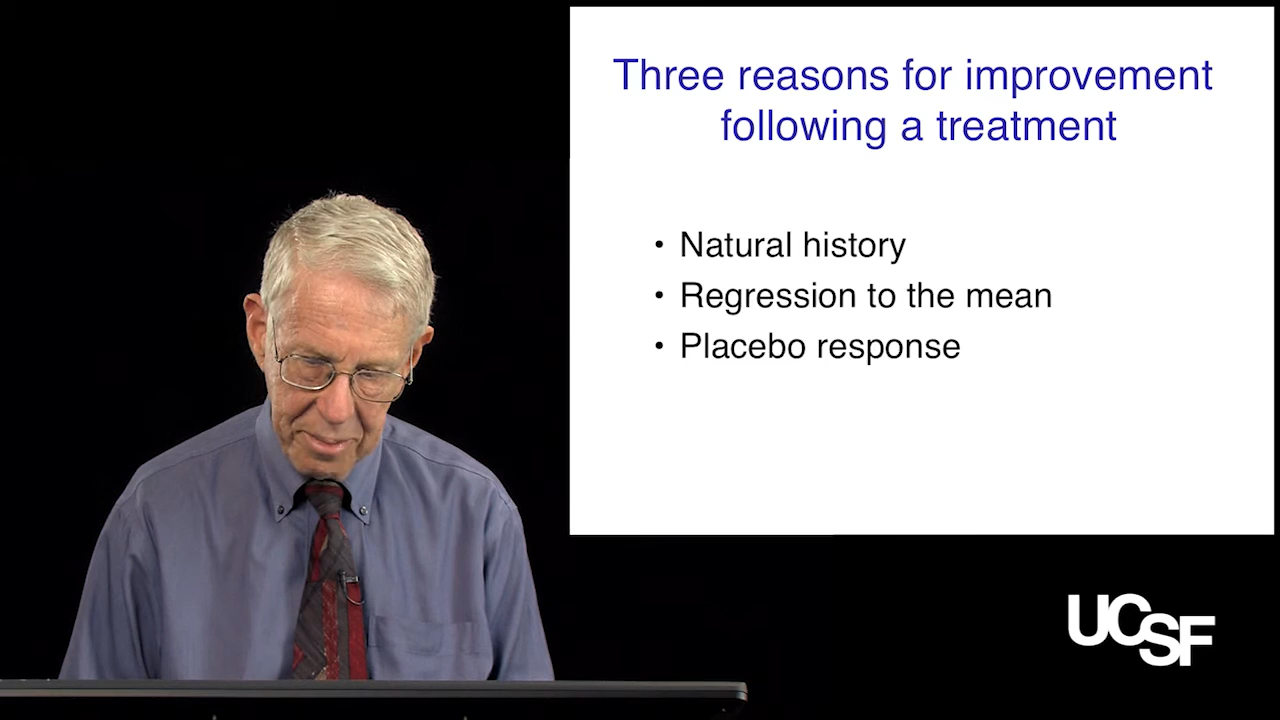 Three reasons for improvement
following a treatment
• Natural history
• Regression to the mean
• Placebo response
UCSF